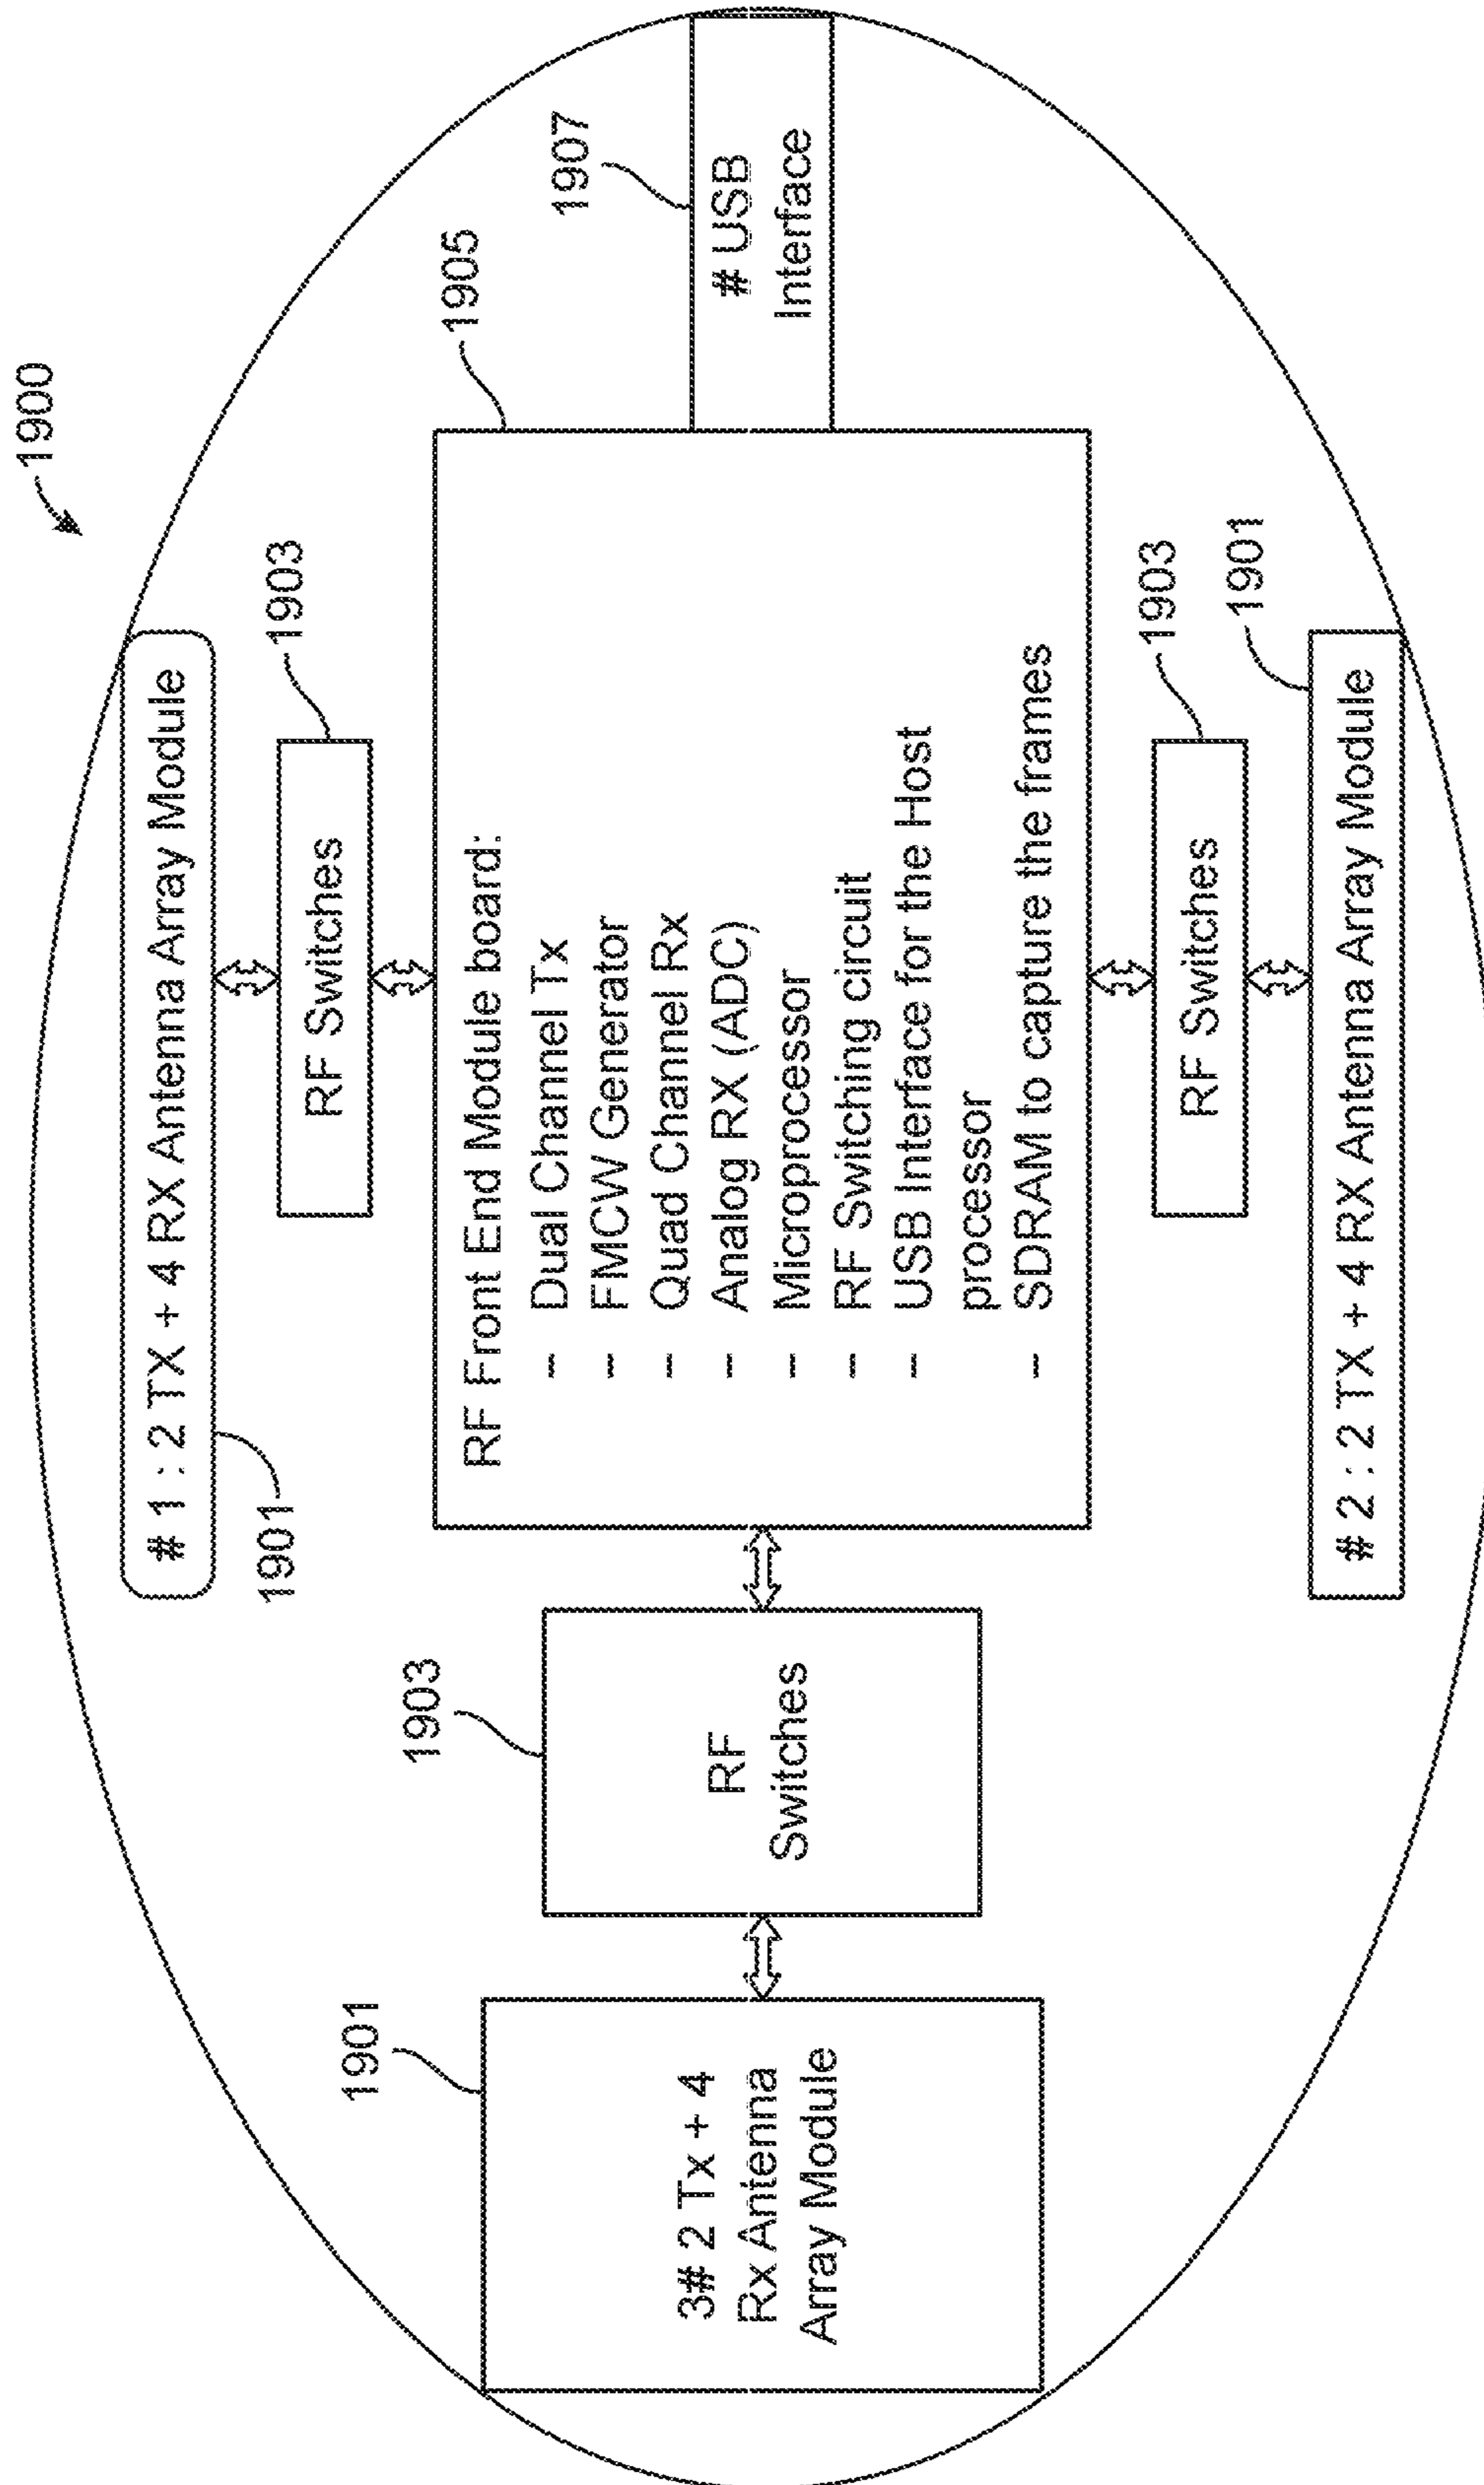 1900
# 1 : 2 TX + 4 RX Antenna Array Module
1901
RF Switches
1903
1905
RF Front End Module board:
– Dual Channel Tx
– FMCW Generator
– Quad Channel Rx
– Analog RX (ADC)
– Microprocessor
– RF Switching circuit
– USB Interface for the Host
processor
– SDRAM to capture the frames
1907
# USB
Interface
1901
3# 2 Tx + 4
Rx Antenna
Array Module
1903
RF
Switches
RF Switches
1903
1901
# 2 : 2 TX + 4 RX Antenna Array Module